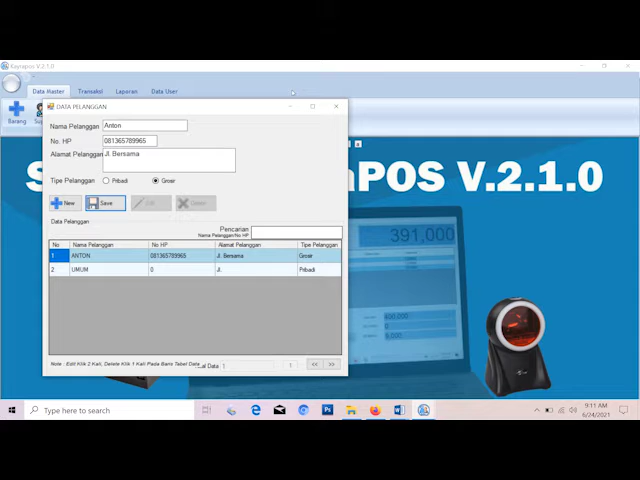 Kayrapos V.2.1.0
Data Master Transaksi Laporan Data User
Barang
DATA PELANGGAN
Nama Pelanggan Anton
No. HP 081365789965
Alamat Pelanggan Jl. Bersama
Tipe Pelanggan Pribadi Grosir
New Save Edit Delete
Data Pelanggan
Pencarian
Nama Pelanggan/No HP
No Nama Pelanggan No HP Alamat Pelanggan Tipe Pelanggan
1 ANTON 081365789965 Jl. Bersama Grosir
2 UMUM 0 Jl. Pribadi
Note : Edit Klik 2 Kali, Delete Klik 1 Kali Pada Baris Tabel Data
Data 1 1 << >>
S POS V.2.1.0
391,000
Type here to search
9:11 AM
6/24/2021